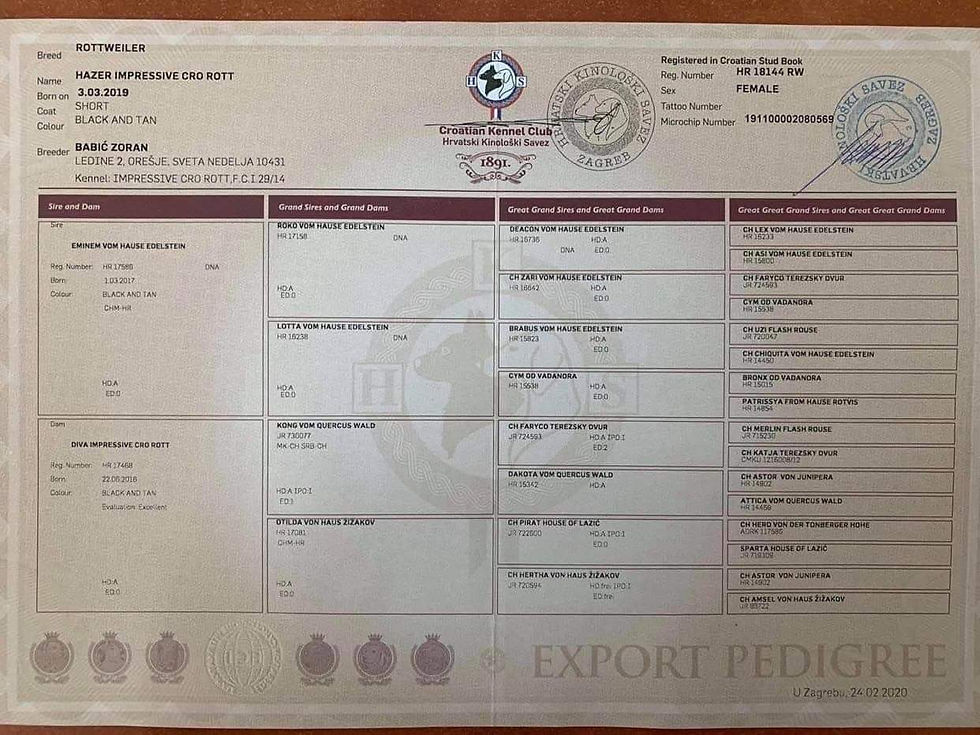 Breed ROTTWEILER
Name HAZER IMPRESSIVE CRO ROTT
Born on 3.03.2019
Coat SHORT
Colour BLACK AND TAN
Breeder BABIĆ ZORAN
LEDINE 2, OREŠJE, SVETA NEDELJA 10431
Kennel: IMPRESSIVE CRO ROTT,F.C.I.29/14
H K S
Croatian Kennel Club
Hrvatski Kinološki Savez
1891.
HRVATSKI KINOLOŠKI SAVEZ
ZAGREB
Registered in Croatian Stud Book
Reg. Number HR 18144 RW
Sex FEMALE
Tattoo Number
Microchip Number 191100002080569
HRVATSKI KINOLOŠKI SAVEZ ZAGREB
Sire and Dam
Grand Sires and Grand Dams
Great Grand Sires and Great Grand Dams
Great Great Grand Sires and Great Great Grand Dams
Sire
EMINEM VOM HAUSE EDELSTEIN
Reg. Number: HR 17586 DNA
Born: 1.03.2017
Colour: BLACK AND TAN
CHM-HR
HD:A
ED:0
Dam
DIVA IMPRESSIVE CRO ROTT
Reg. Number: HR 17468
Born: 22.06.2016
Colour: BLACK AND TAN
Evaluation: Excellent
HD:A
ED:0
ROKO VOM HAUSE EDELSTEIN
HR 17158 DNA
HD:A
ED:0
LOTTA VOM HAUSE EDELSTEIN
HR 16238 DNA
HD:A
ED:0
KONG VOM QUERCUS WALD
JR 730077
MK-CH SRB-CH
HD:A IPO:I
ED:1
OTILDA VON HAUS ŽIŽAKOV
HR 17081
CHM-HR
HD:A
ED:0
DEACON VOM HAUSE EDELSTEIN
HR 16736 HD:A
DNA ED:0
CH ZARI VOM HAUSE EDELSTEIN
HR 16642 HD:A
ED:0
BRABUS VOM HAUSE EDELSTEIN
HR 15823 HD:A
ED:0
CYM OD VADANORA
HR 15538 HD:A
ED:0
CH FARYCO TEREZSKY DVUR
JR 724593 HD:A IPO:I
ED:2
DAKOTA VOM QUERCUS WALD
HR 15342 HD:A
CH PIRAT HOUSE OF LAZIĆ
JR 722600 HD:A IPO:I
ED:0
CH HERTHA VON HAUS ŽIŽAKOV
JR 720594 HD:frei IPO:I
ED:frei
CH LEX VOM HAUSE EDELSTEIN
HR 16233
CH ASI VOM HAUSE EDELSTEIN
HR 15800
CH FARYCO TEREZSKY DVUR
JR 724593
CYM OD VADANORA
HR 15538
CH UZI FLASH ROUSE
JR 720047
CH CHIQUITA VOM HAUSE EDELSTEIN
HR 14450
BRONX OD VADANORA
HR 15015
PATRISSYA FROM HAUSE ROTVIS
HR 14854
CH MERLIN FLASH ROUSE
JR 715230
CH KATJA TEREZSKY DVUR
CH ASTOR VON JUNIPERA
HR 14902
ATTICA VOM QUERCUS WALD
HR 14459
CH HERO VON DER TONBERGER HOHE
ADRK 117580
SPARTA HOUSE OF LAZIĆ
CH ASTOR VON JUNIPERA
HR 14902
CH AMSEL VON HAUS ŽIŽAKOV
H K S
EXPORT PEDIGREE
U Zagrebu, 24.02.2020